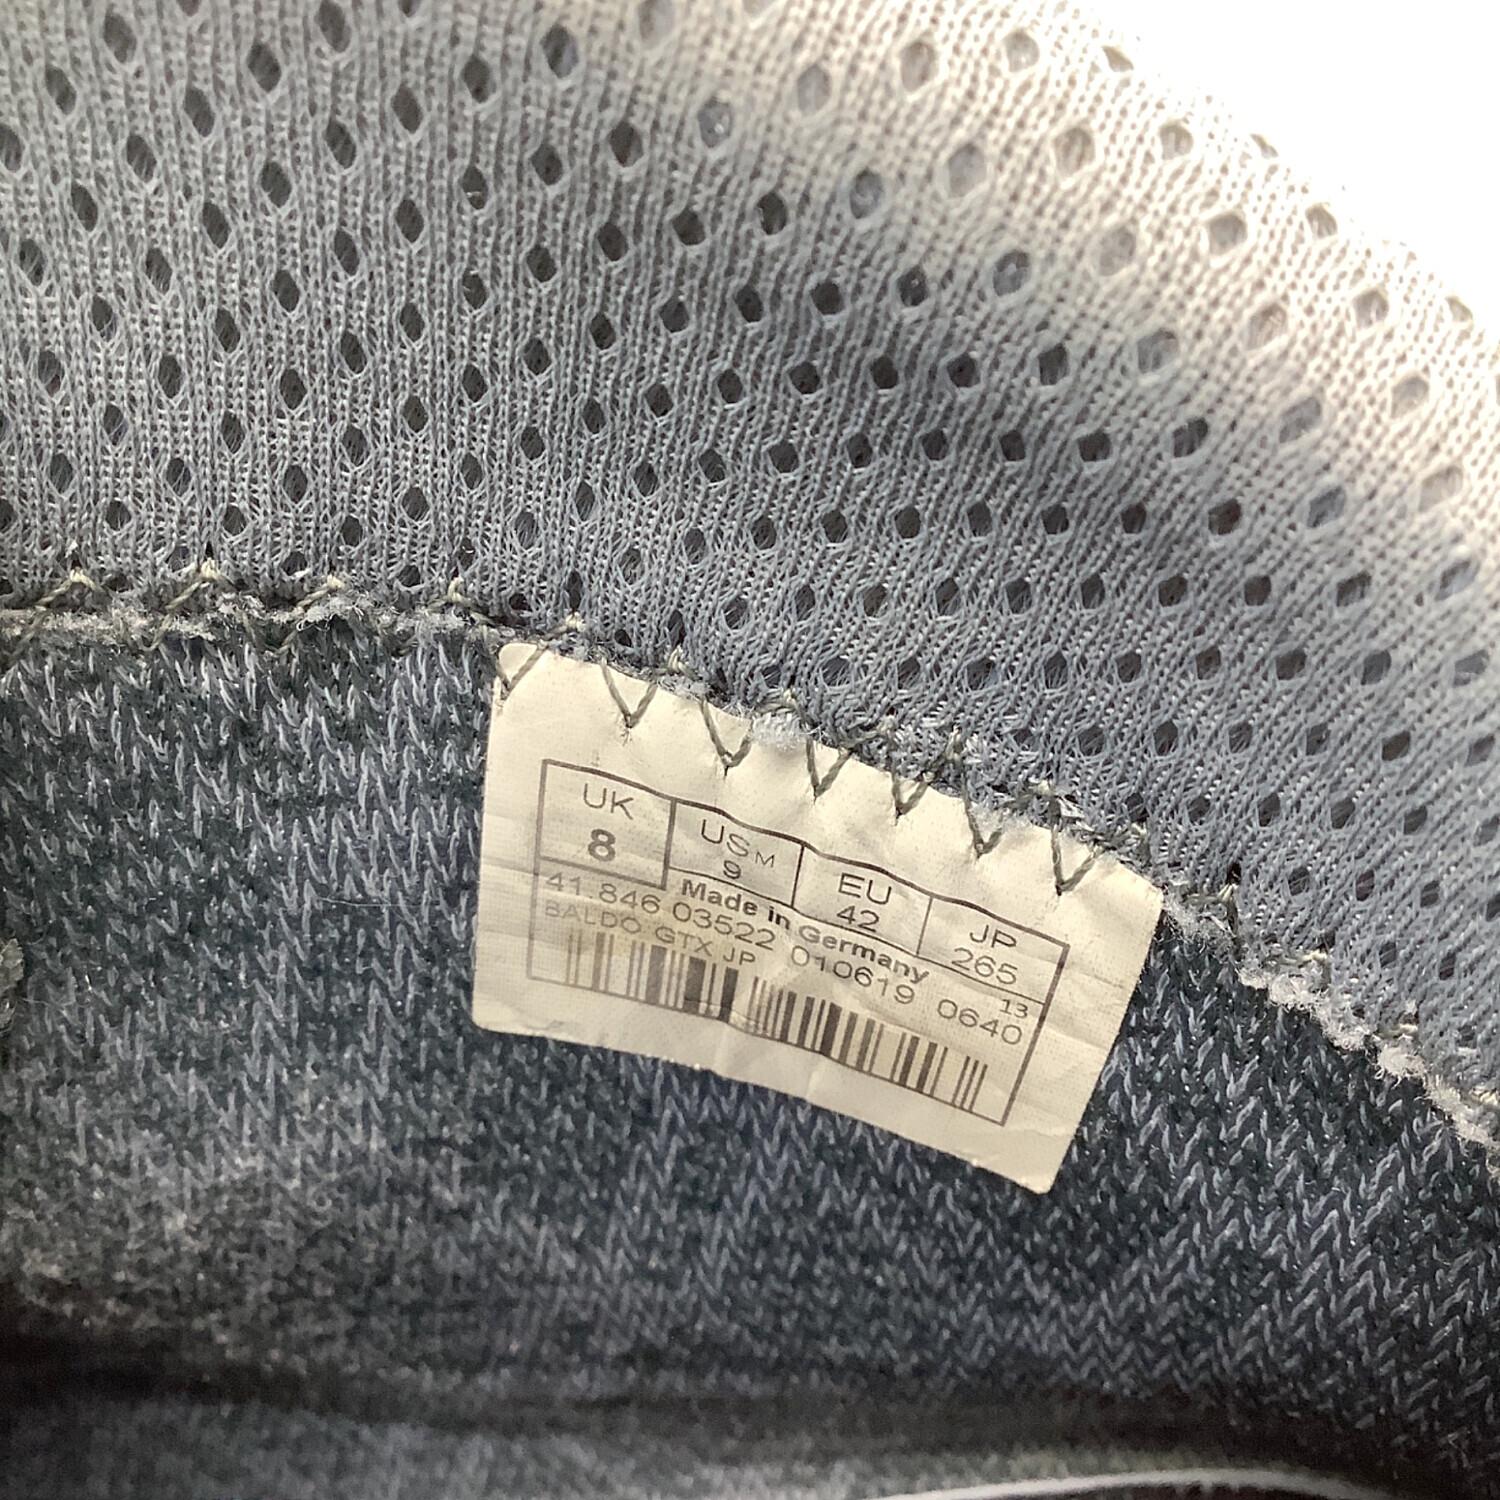 UK USM EU JP
8 9 42 265
Made in Germany 13
41.846 03522 010619 0640
BALDO GTX JP